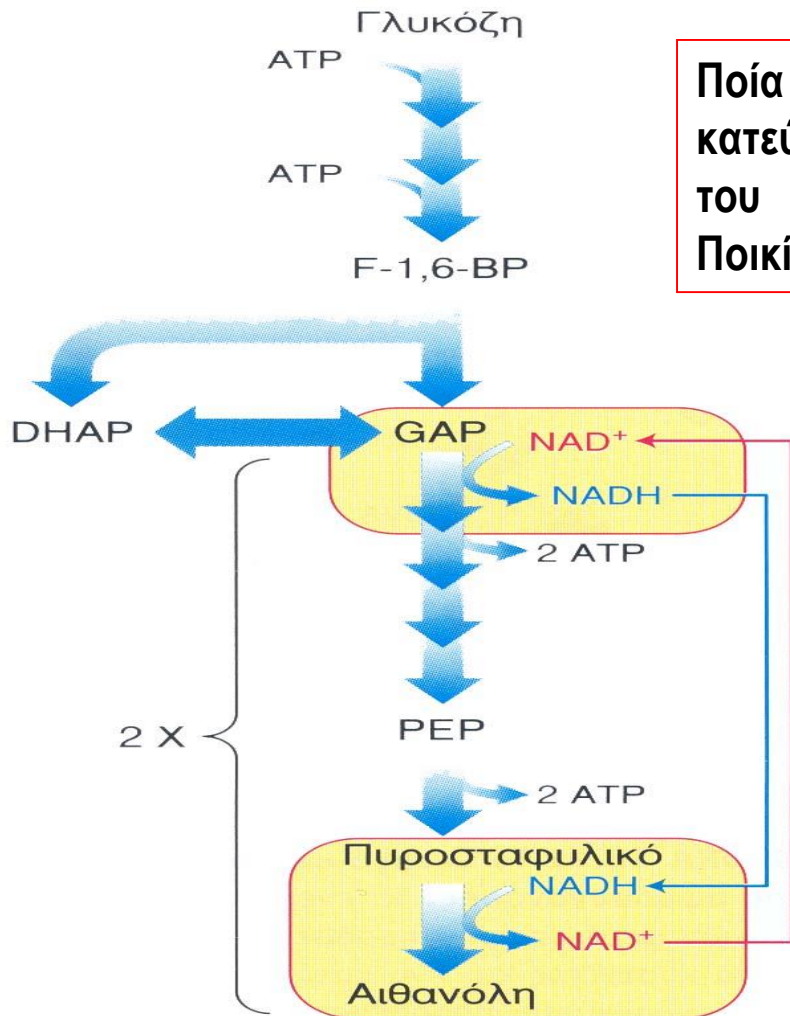 Γλυκόζη
ATP
ATP
F-1,6-BP
DHAP
GAP
NAD⁺
NADH
2 ATP
2 X
PEP
2 ATP
Πυροσταφυλικό
NADH
NAD⁺
Αιθανόλη
Ποία
του